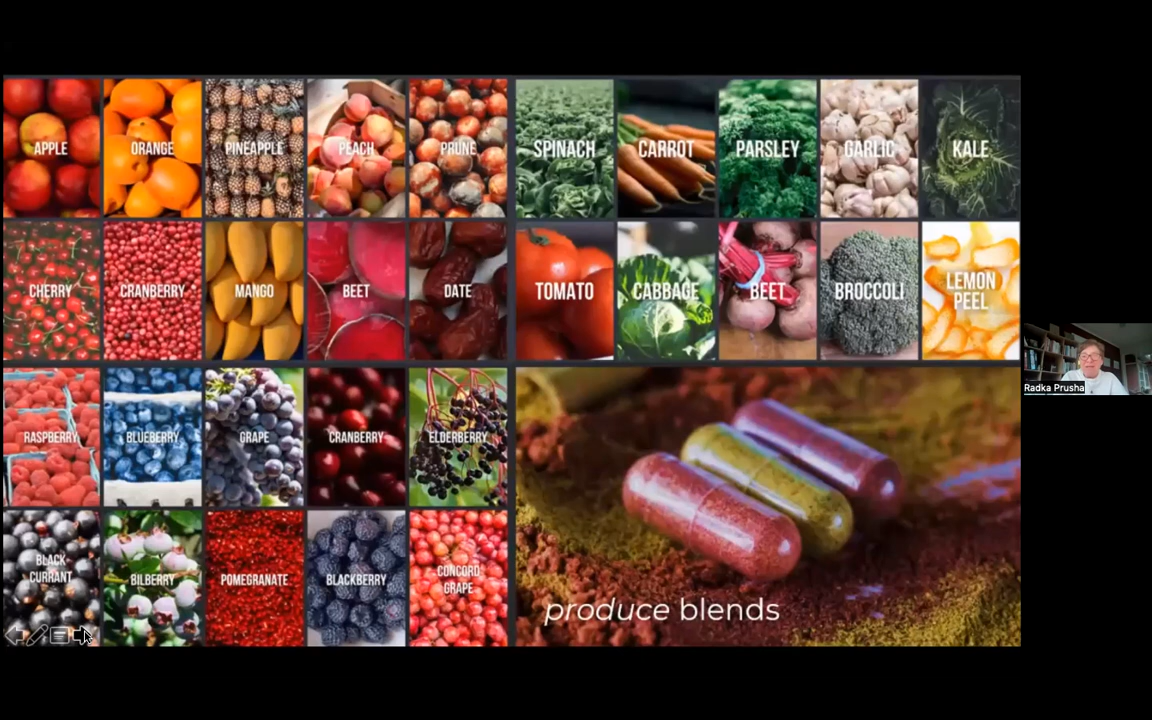 APPLE
ORANGE
PINEAPPLE
PEACH
PRUNE
SPINACH
CARROT
PARSLEY
GARLIC
KALE
CHERRY
CRANBERRY
MANGO
BEET
DATE
TOMATO
CABBAGE
BEET
BROCCOLI
LEMON
PEEL
RASPBERRY
BLUEBERRY
GRAPE
CRANBERRY
ELDERBERRY
BLACK
CURRANT
BILBERRY
POMEGRANATE
BLACKBERRY
CONCORD
GRAPE
produce blends
Radka Prusha